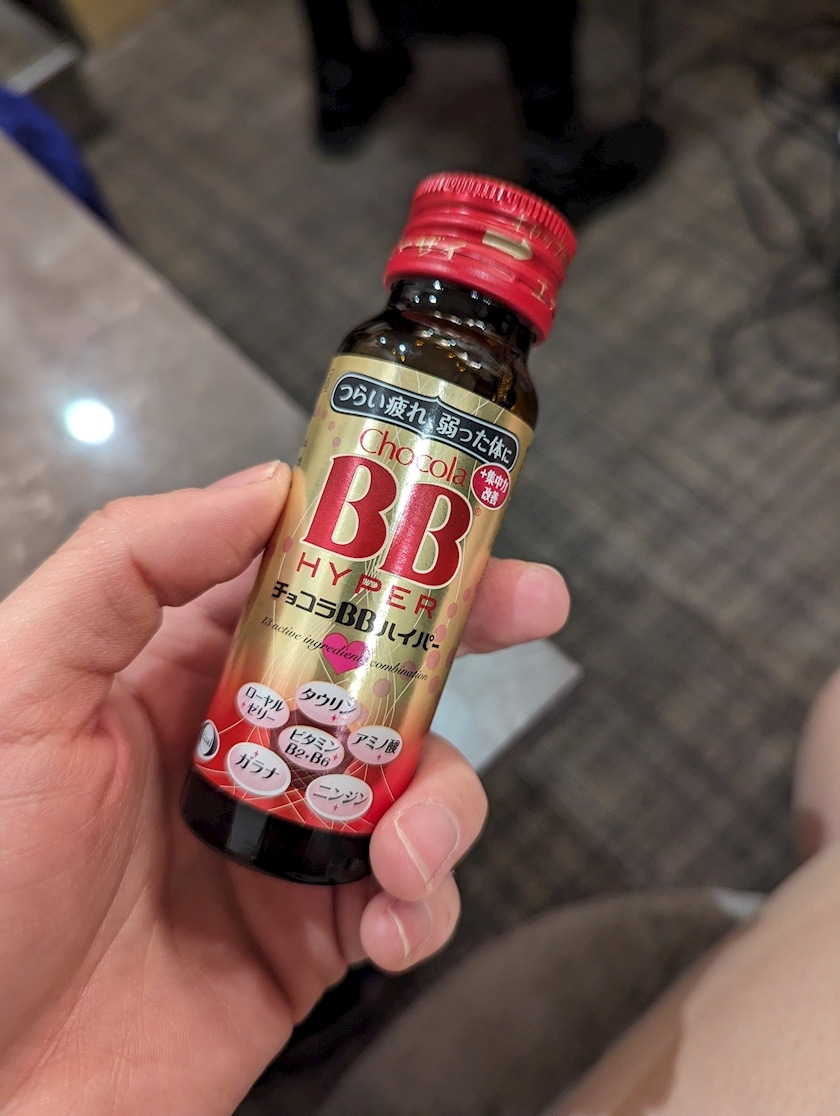 つらい疲れ、弱った体に
Chocola
+集中力
改善
BB
®
HYPER
チョコラBBハイパー
13 active ingredients combination
ローヤル
ゼリー
タウリン
ビタミン
B2・B6
アミノ酸
ガラナ
ニンジン